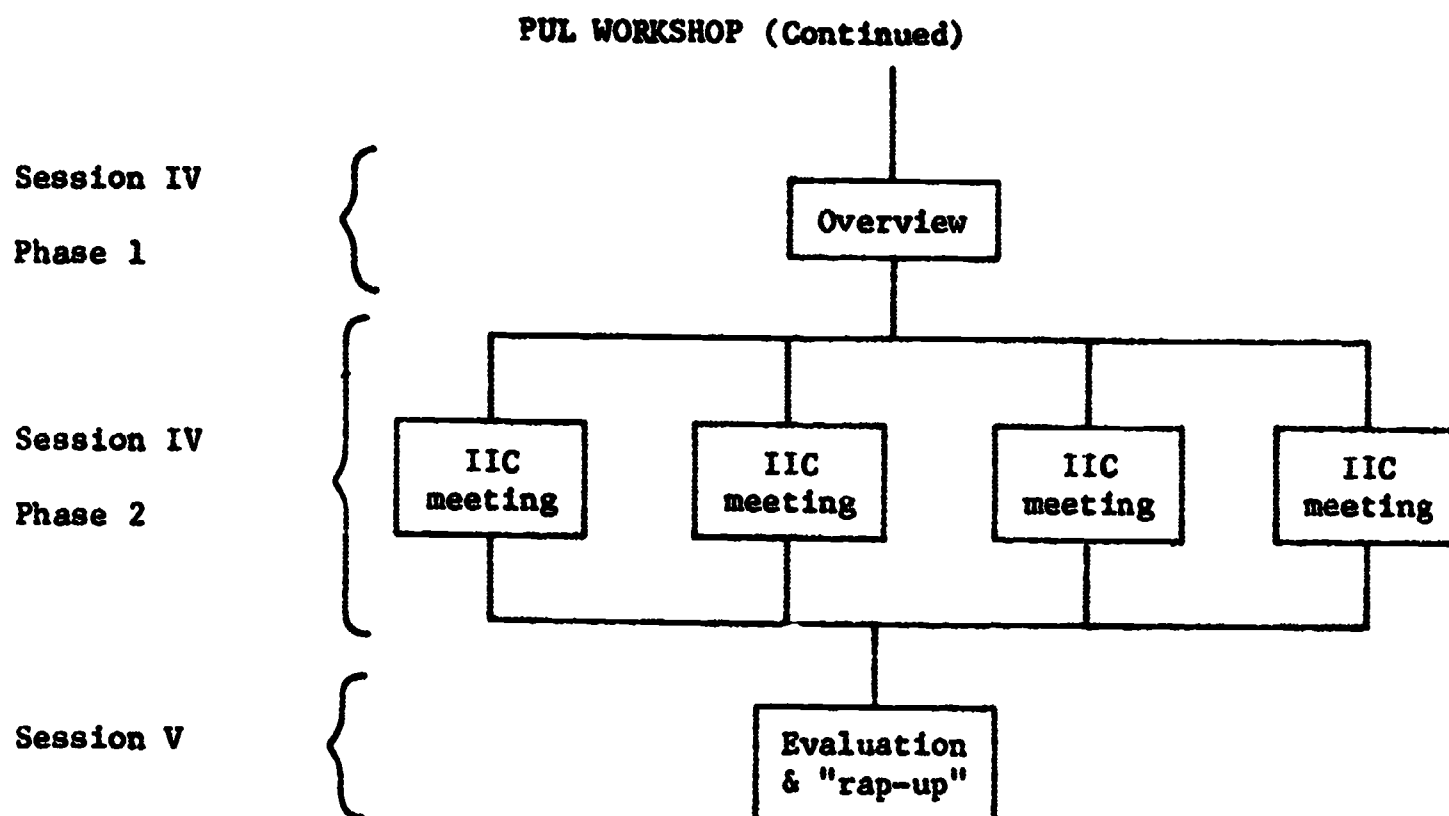 PUL WORKSHOP (Continued)
Session IV
Phase 1
Overview
Session IV
Phase 2
IIC
meeting
IIC
meeting
IIC
meeting
IIC
meeting
Session V
Evaluation
& "rap-up"